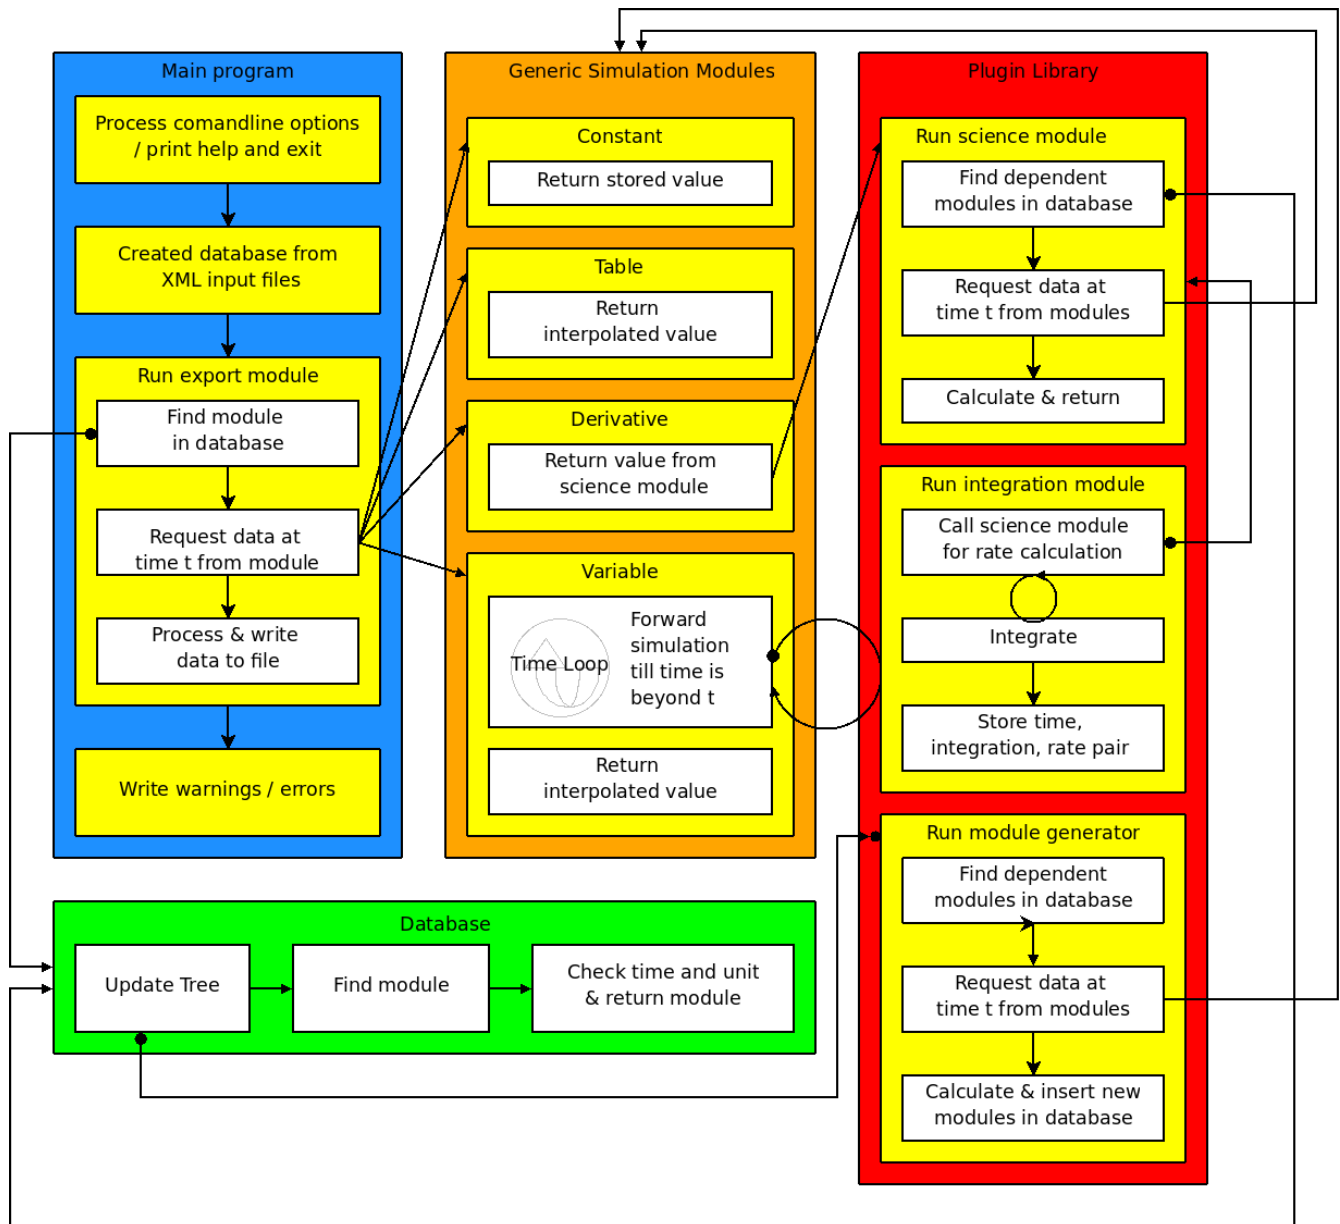 Main program
Process comandline options
/ print help and exit
Created database from
XML input files
Run export module
Find module
in database
Request data at
time t from module
Process & write
data to file
Write warnings / errors
Generic Simulation Modules
Constant
Return stored value
Table
Return
interpolated value
Derivative
Return value from
science module
Variable
Time Loop
Forward
simulation
till time is
beyond t
Return
interpolated value
Plugin Library
Run science module
Find dependent
modules in database
Request data at
time t from modules
Calculate & return
Run integration module
Call science module
for rate calculation
Integrate
Store time,
integration, rate pair
Run module generator
Find dependent
modules in database
Request data at
time t from modules
Calculate & insert new
modules in database
Database
Update Tree
Find module
Check time and unit
& return module